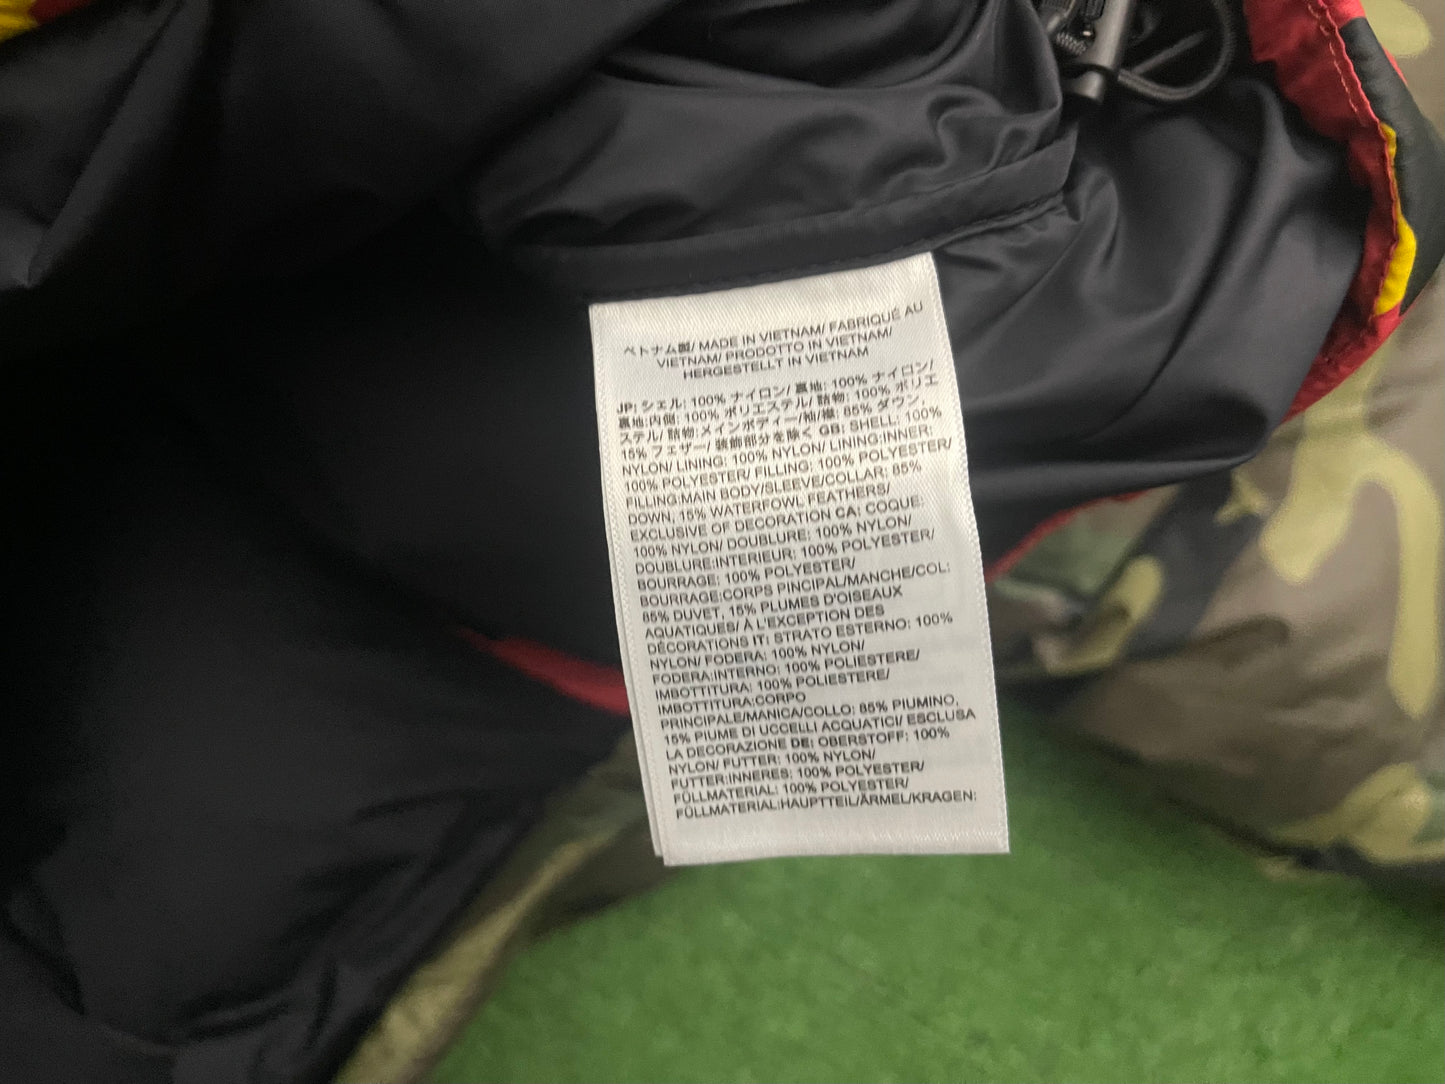 ベトナム製/ MADE IN VIETNAM/ FABRIQUÉ AU
VIETNAM/ PRODOTTO IN VIETNAM/
HERGESTELLT IN VIETNAM
JP: シェル: 100% ナイロン/ 裏地: 100% ナイロン/
裏地:内側: 100% ポリエステル/ 詰物: 100% ポリエ
ステル/ 詰物:メインボディー/袖/襟: 85% ダウン,
15% フェザー/ 装飾部分を除く GB: SHELL: 100%
NYLON/ LINING: 100% NYLON/ LINING:INNER:
100% POLYESTER/ FILLING: 100% POLYESTER/
FILLING:MAIN BODY/SLEEVE/COLLAR: 85%
DOWN, 15% WATERFOWL FEATHERS/
EXCLUSIVE OF DECORATION CA: COQUE:
100% NYLON/ DOUBLURE: 100% NYLON/
DOUBLURE:INTERIEUR: 100% POLYESTER/
BOURRAGE: 100% POLYESTER/
BOURRAGE:CORPS PINCIPAL/MANCHE/COL:
85% DUVET, 15% PLUMES D'OISEAUX
AQUATIQUES/ À L'EXCEPTION DES
DÉCORATIONS IT: STRATO ESTERNO: 100%
NYLON/ FODERA: 100% NYLON/
FODERA:INTERNO: 100% POLIESTERE/
IMBOTTITURA: 100% POLIESTERE/
IMBOTTITURA:CORPO
PRINCIPALE/MANICA/COLLO: 85% PIUMINO,
15% PIUME DI UCCELLI ACQUATICI/ ESCLUSA
LA DECORAZIONE DE: OBERSTOFF: 100%
NYLON/ FUTTER: 100% NYLON/
FUTTER:INNERES: 100% POLYESTER/
FÜLLMATERIAL: 100% POLYESTER/
FÜLLMATERIAL:HAUPTTEIL/ÄRMEL/KRAGEN: